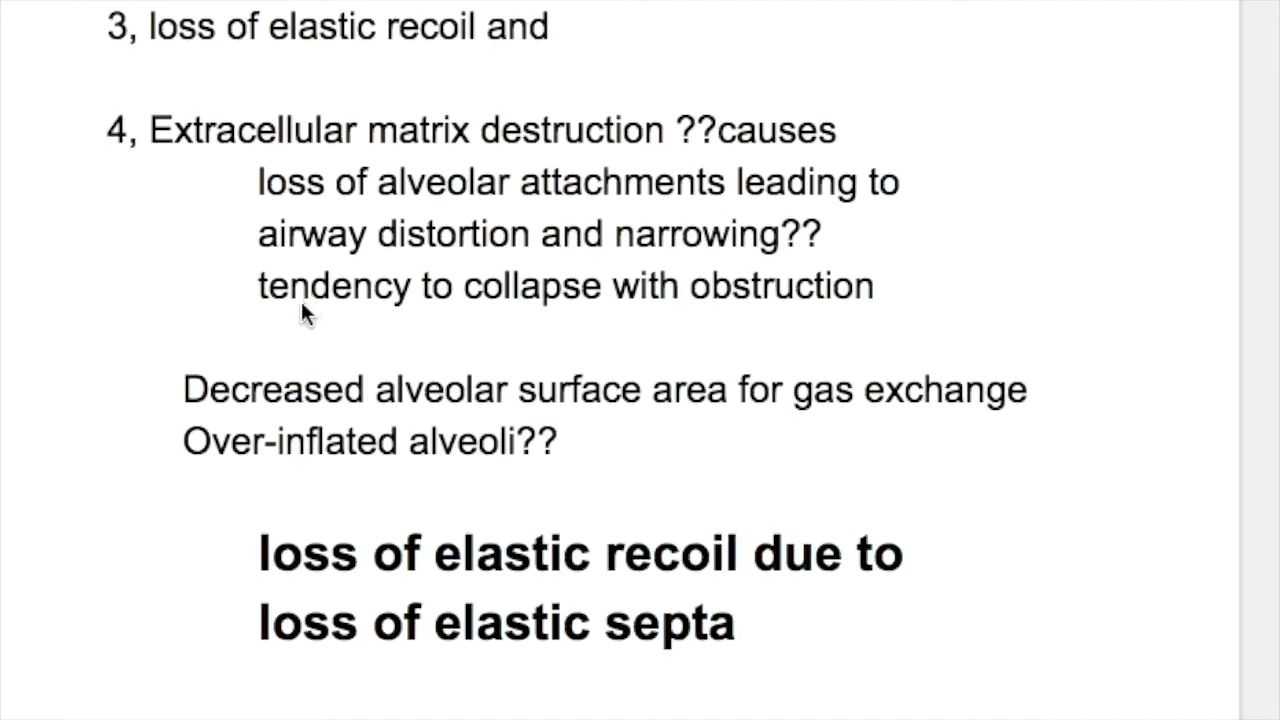 3, loss of elastic recoil and
4, Extracellular matrix destruction ??causes
loss of alveolar attachments leading to
airway distortion and narrowing??
tendency to collapse with obstruction
Decreased alveolar surface area for gas exchange
Over-inflated alveoli??
loss of elastic recoil due to
loss of elastic septa